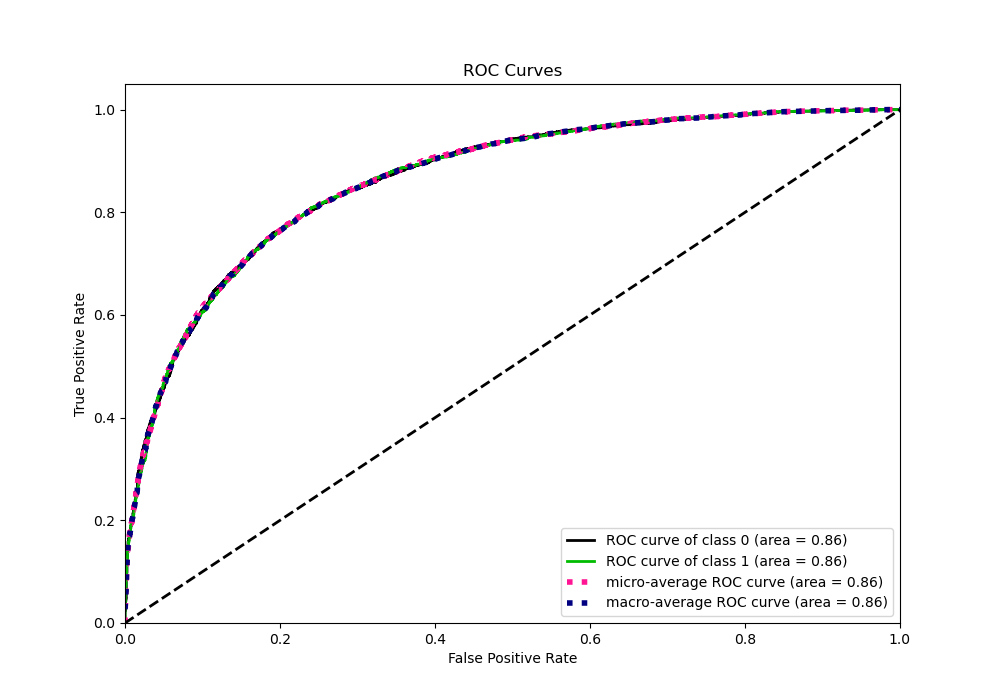 ROC Curves
True Positive Rate
1.0
0.8
0.6
0.4
0.2
0.0
ROC curve of class 0 (area = 0.86)
ROC curve of class 1 (area = 0.86)
micro-average ROC curve (area = 0.86)
macro-average ROC curve (area = 0.86)
0.0
0.2
0.4
0.6
0.8
1.0
False Positive Rate